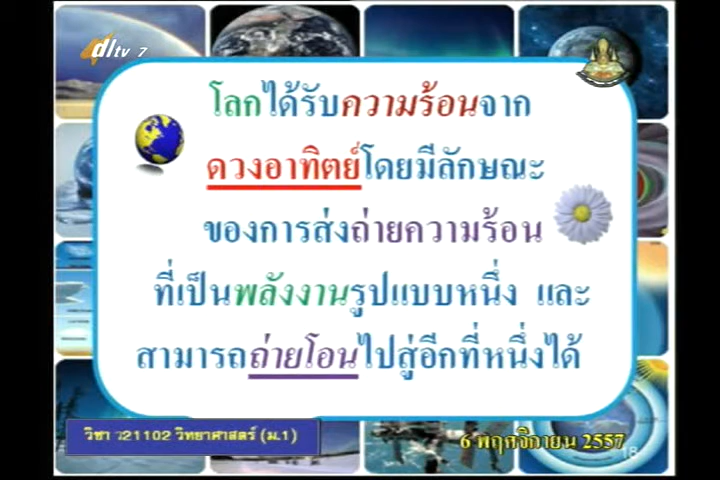 dltv 7
โลกได้รับความร้อนจาก
ดวงอาทิตย์โดยมีลักษณะ
ของการส่งถ่ายความร้อน
ที่เป็นพลังงานรูปแบบหนึ่ง และ
สามารถถ่ายโอนไปสู่อีกที่หนึ่งได้
วิชา ว21102 วิทยาศาสตร์ (ม.1)
6 พฤศจิกายน 2557
18